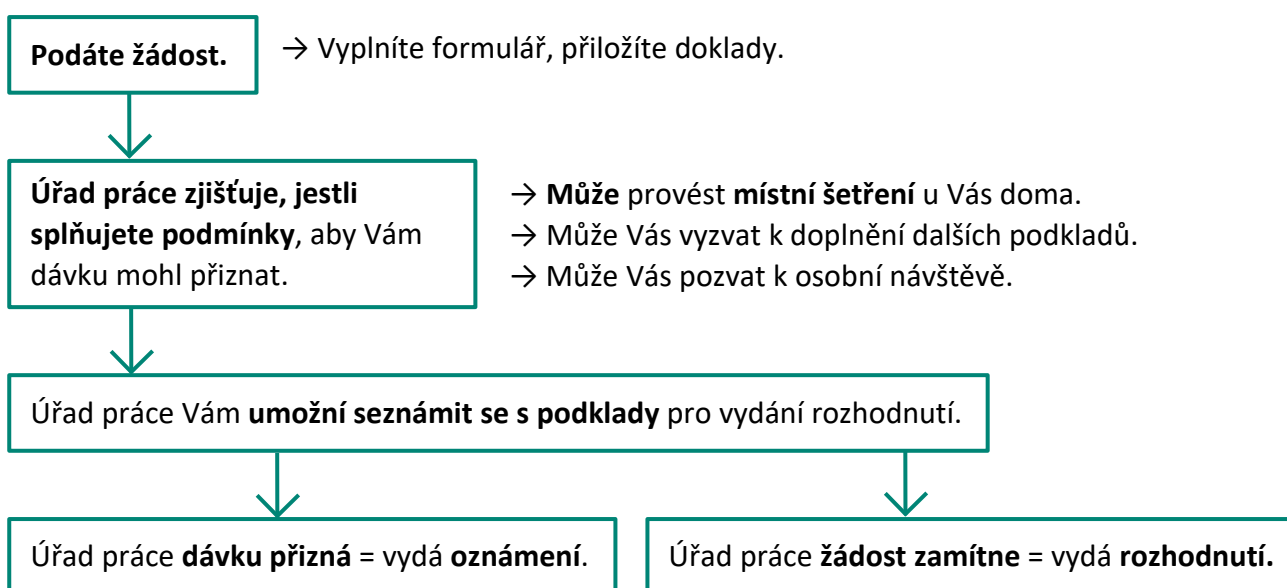 Podáte žádost.
→ Vyplníte formulář, přiložíte doklady.
Úřad práce zjišťuje, jestli
splňujete podmínky, aby Vám
dávku mohl přiznat.
→ Může provést místní šetření u Vás doma.
→ Může Vás vyzvat k doplnění dalších podkladů.
→ Může Vás pozvat k osobní návštěvě.
Úřad práce Vám umožní seznámit se s podklady pro vydání rozhodnutí.
Úřad práce dávku přizná = vydá oznámení.
Úřad práce žádost zamítne = vydá rozhodnutí.